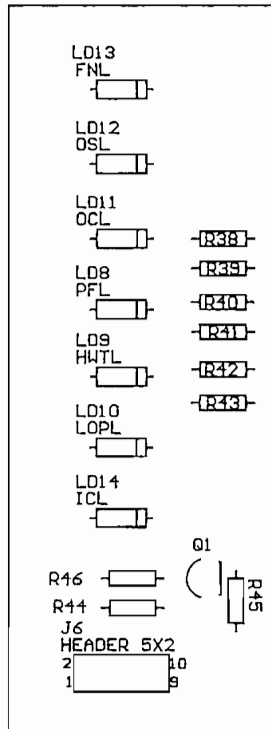 LD13
FNL
LD12
OSL
LD11
OCL
R38
R39
LD8
PFL
R40
R41
LD9
HWTL
R42
R43
LD10
LOPL
LD14
ICL
Q1
R46
R45
R44
J6
HEADER 5X2
2 10
1 9